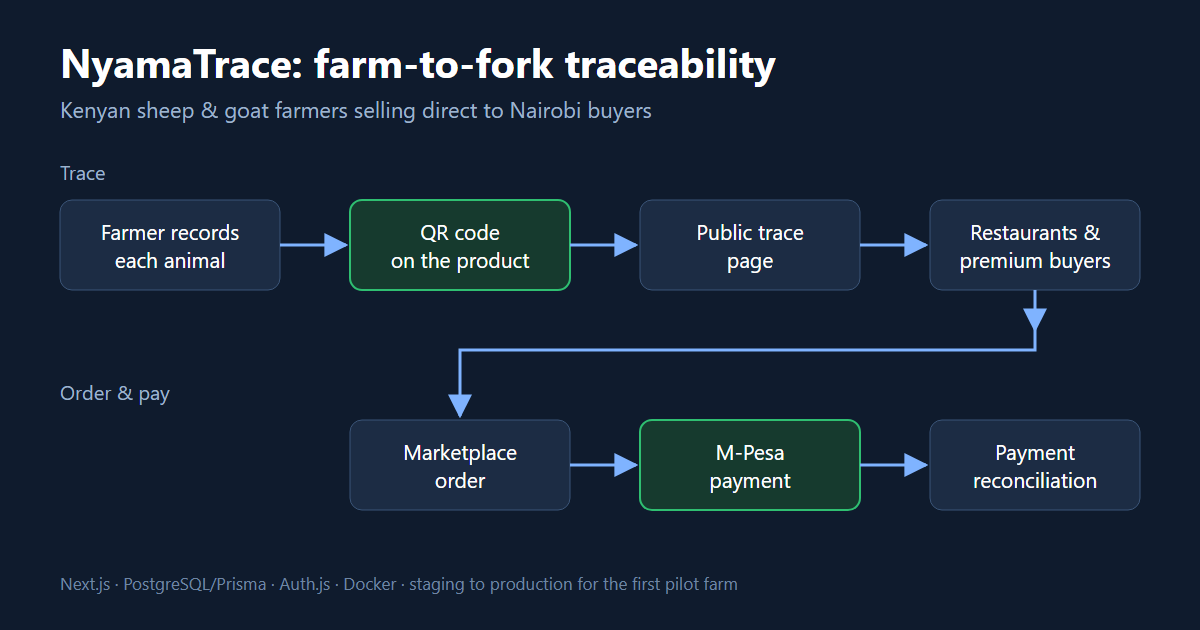 NyamaTrace: farm-to-fork traceability
Kenyan sheep & goat farmers selling direct to Nairobi buyers
Trace
Farmer records
each animal
QR code
on the product
Public trace
page
Restaurants &
premium buyers
Order & pay
Marketplace
order
M-Pesa
payment
Payment
reconciliation
Next.js · PostgreSQL/Prisma · Auth.js · Docker · staging to production for the first pilot farm